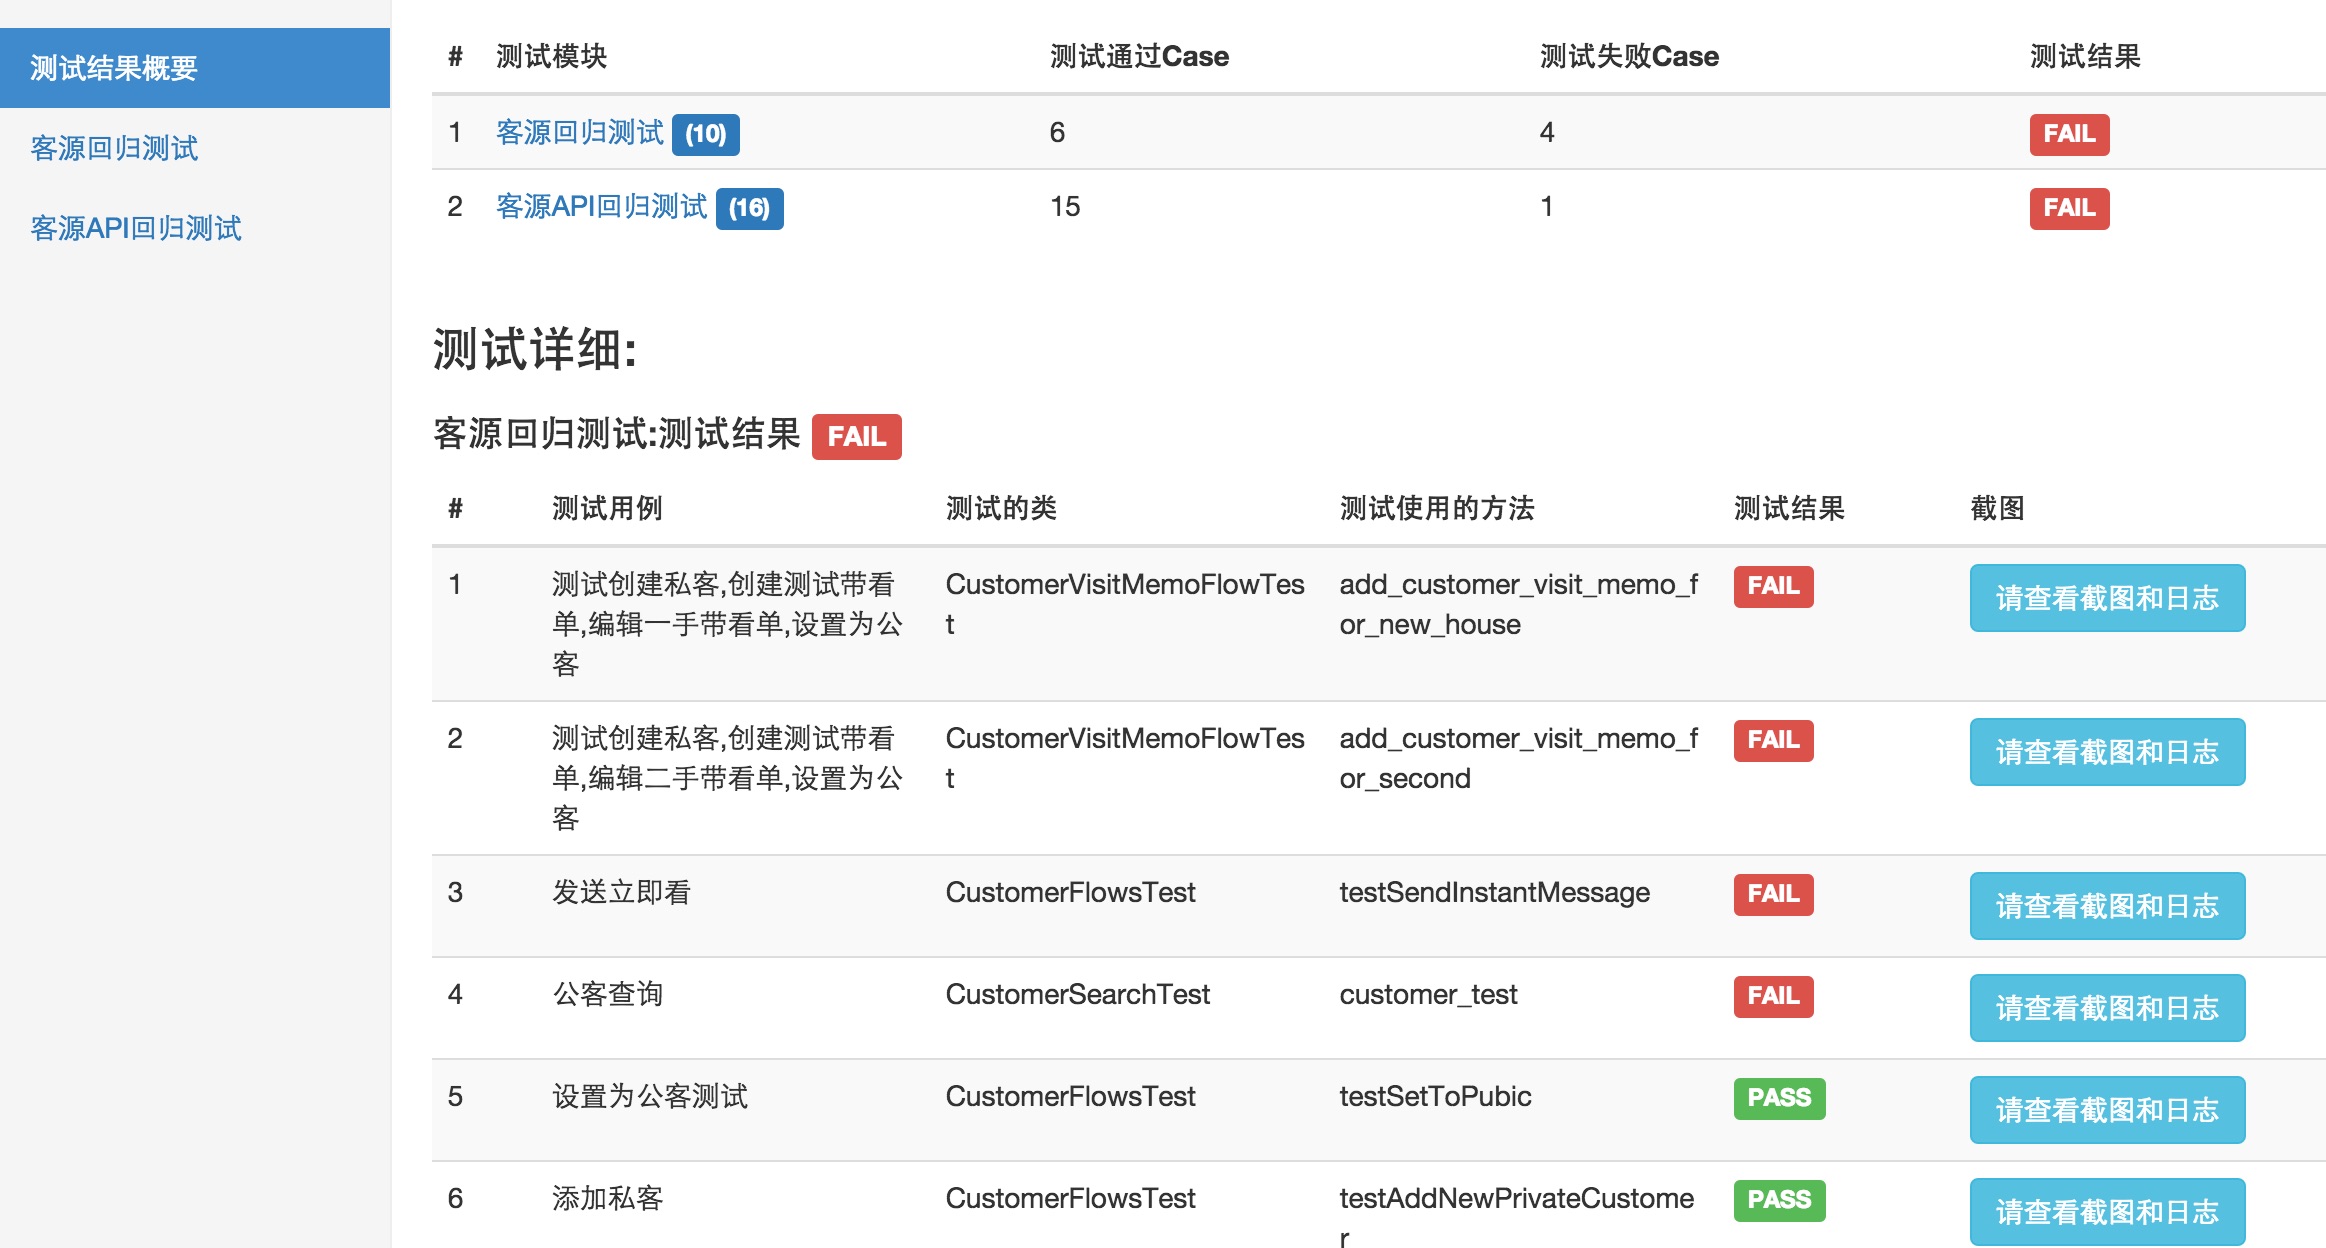 测试结果概要
客源回归测试
客源API回归测试
# 测试模块 测试通过Case 测试失败Case 测试结果
1 客源回归测试 (10) 6 4 FAIL
2 客源API回归测试 (16) 15 1 FAIL
测试详细:
客源回归测试:测试结果 FAIL
# 测试用例 测试的类 测试使用的方法 测试结果 截图
1 测试创建私客,创建测试带看 CustomerVisitMemoFlowTes add_customer_visit_memo_f FAIL 请查看截图和日志
单,编辑一手带看单,设置为公 t or_new_house
客
2 测试创建私客,创建测试带看 CustomerVisitMemoFlowTes add_customer_visit_memo_f FAIL 请查看截图和日志
单,编辑二手带看单,设置为公 t or_second
客
3 发送立即看 CustomerFlowsTest testSendInstantMessage FAIL 请查看截图和日志
4 公客查询 CustomerSearchTest customer_test FAIL 请查看截图和日志
5 设置为公客测试 CustomerFlowsTest testSetToPubic PASS 请查看截图和日志
6 添加私客 CustomerFlowsTest testAddNewPrivateCustome PASS 请查看截图和日志
r